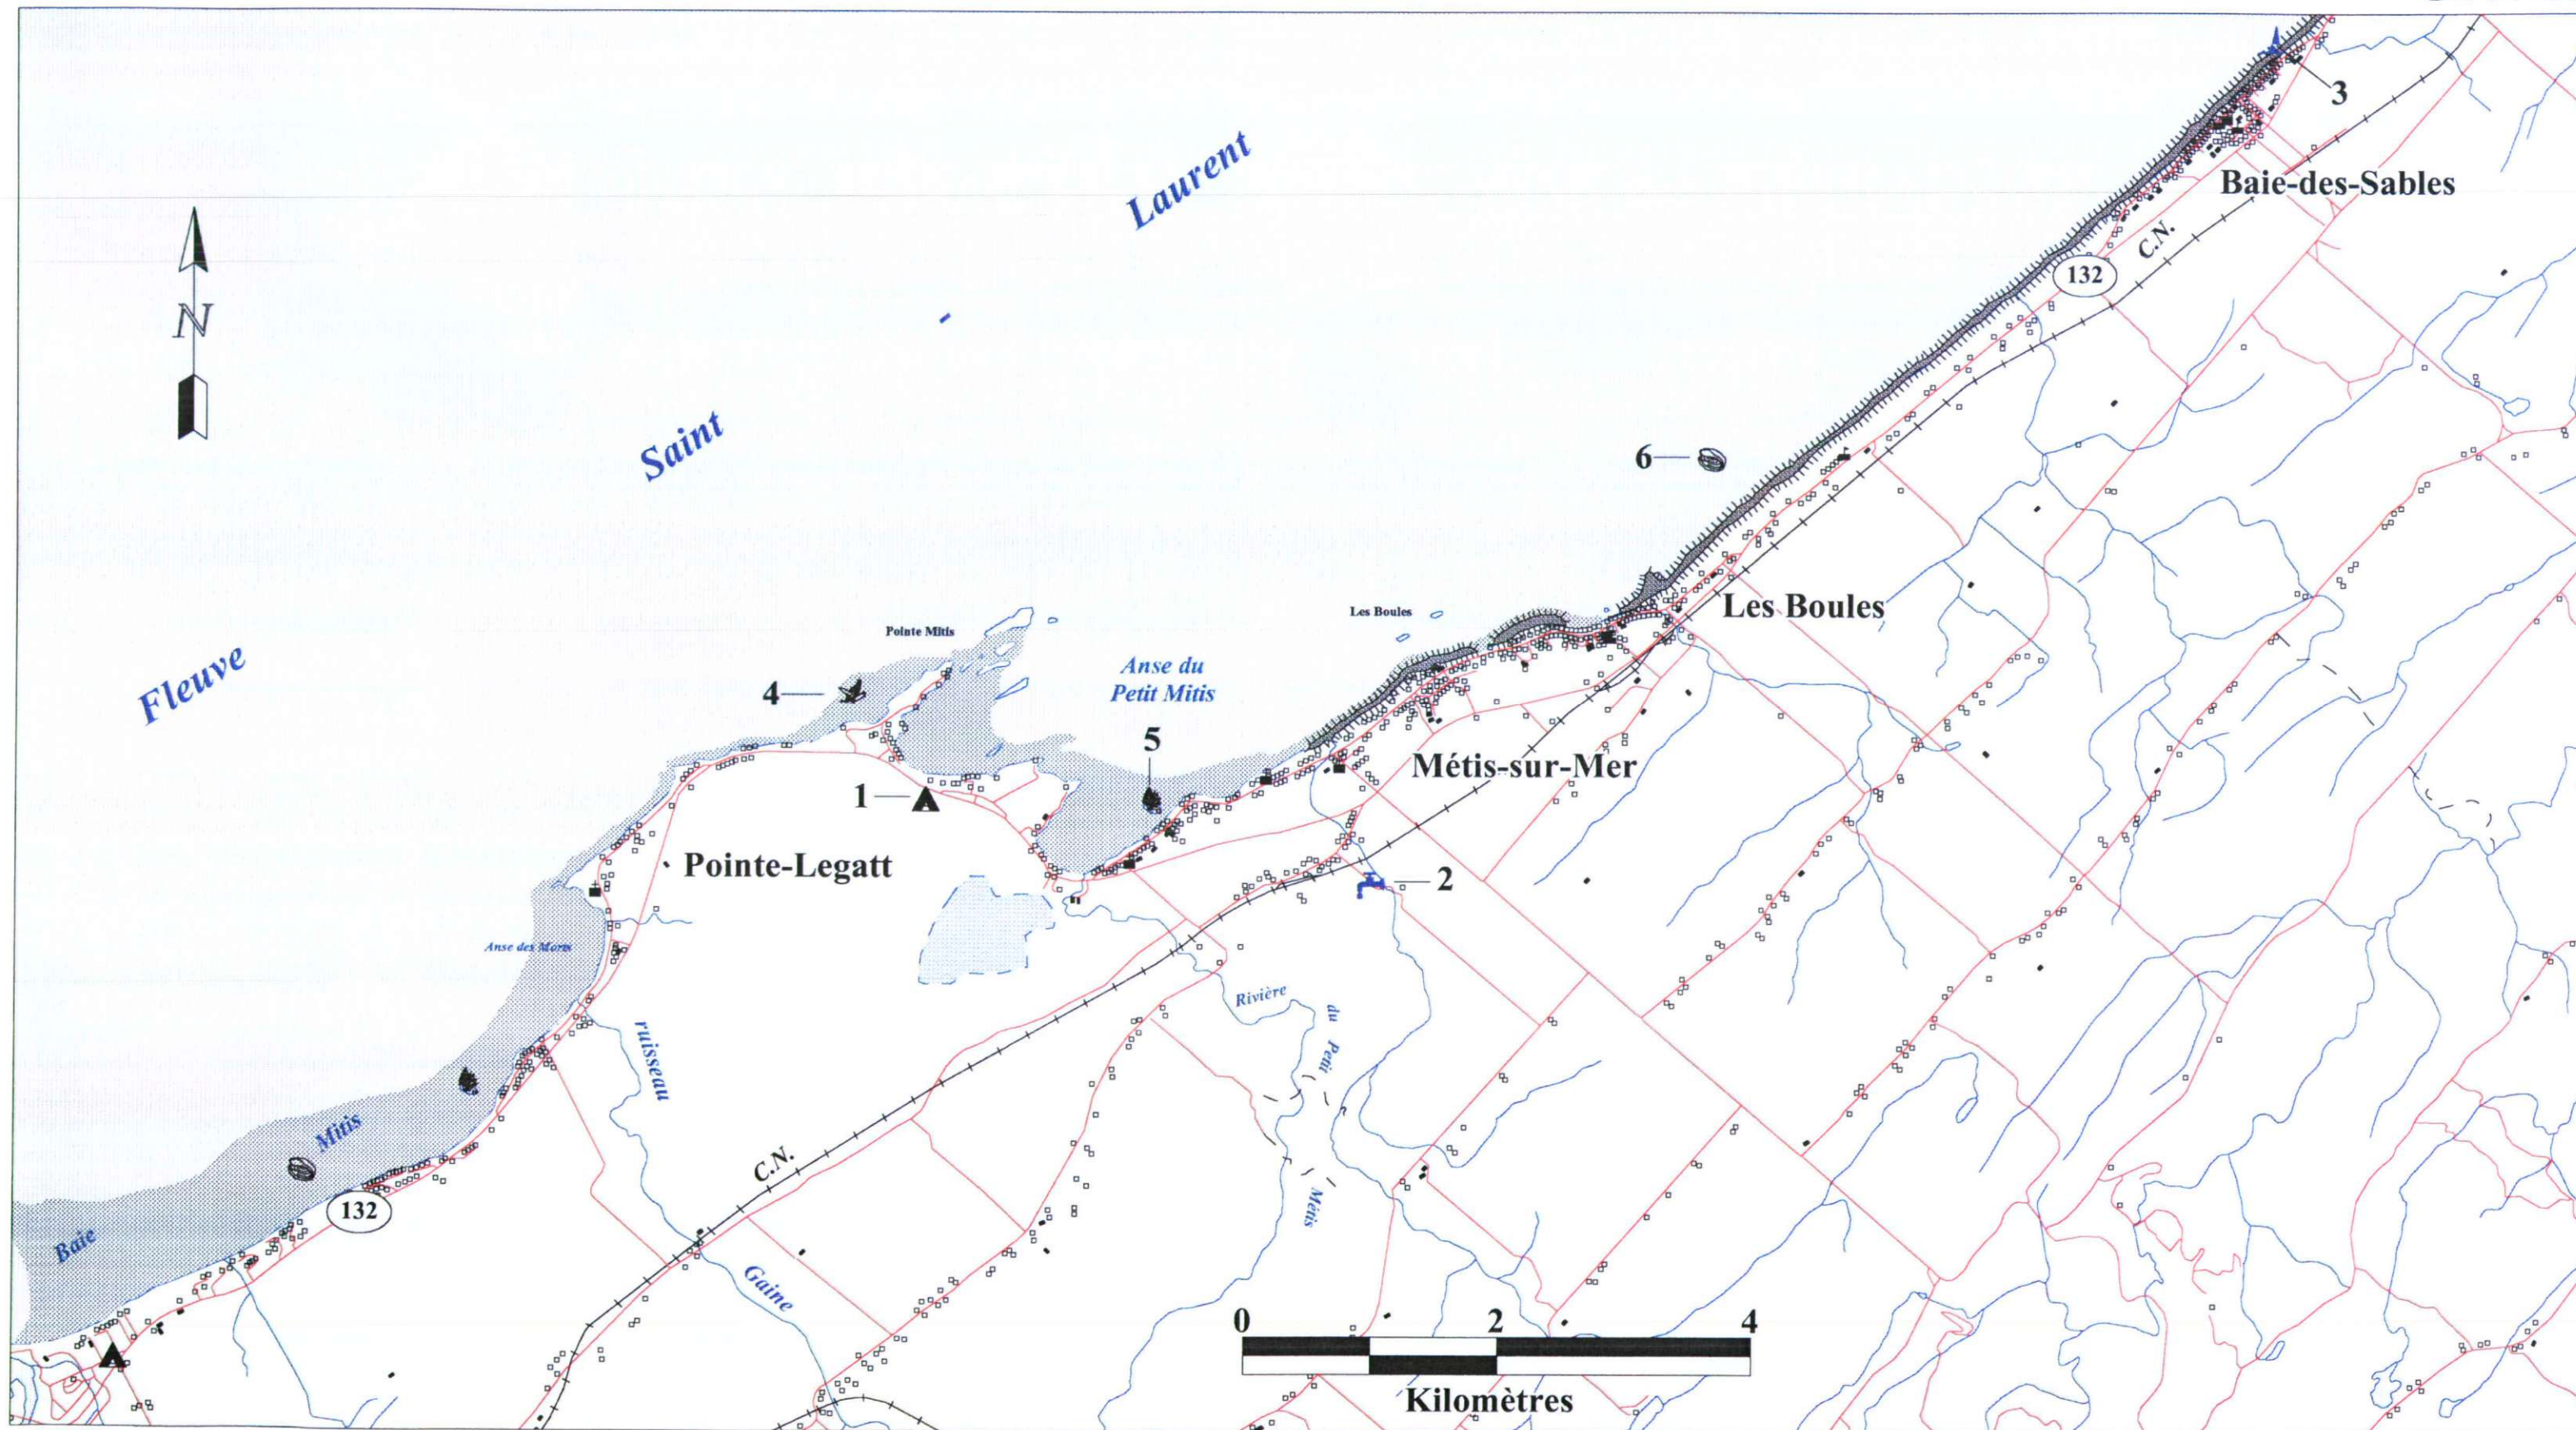 3
Laurent
Baie-des-Sables
C.N.
132
N
Saint
6
Les Boules
Les Boules
Pointe Mitis
Fleuve
Anse du
Petit Mitis
4
5
Métis-sur-Mer
1
Pointe-Legatt
2
Anse des Morts
Rivière
du Petit
Métis
ruisseau
Gaine
C.N.
Mitis
Baie
132
0 2 4
Kilomètres